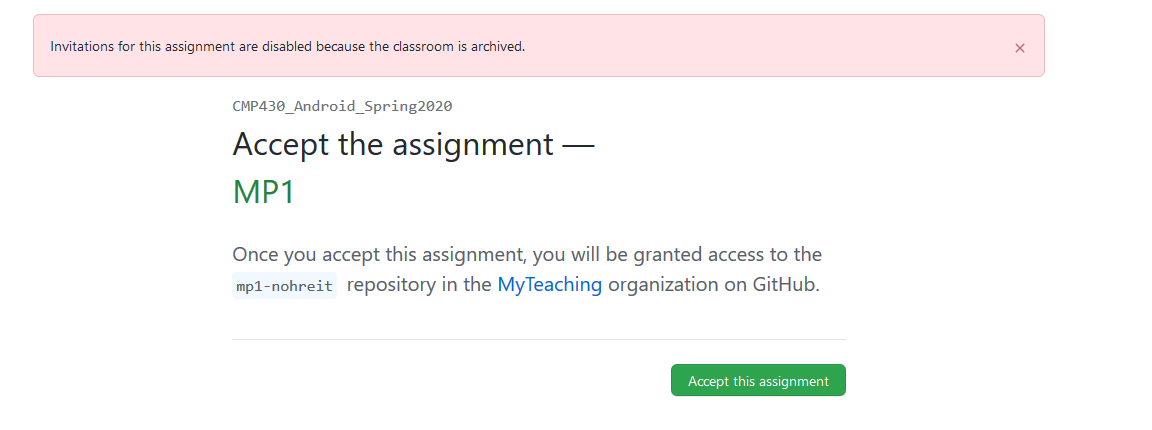 Invitations for this assignment are disabled because the classroom is archived.
×
CMP430_Android_Spring2020
Accept the assignment —
MP1
Once you accept this assignment, you will be granted access to the
mp1-nohreit repository in the MyTeaching organization on GitHub.
Accept this assignment